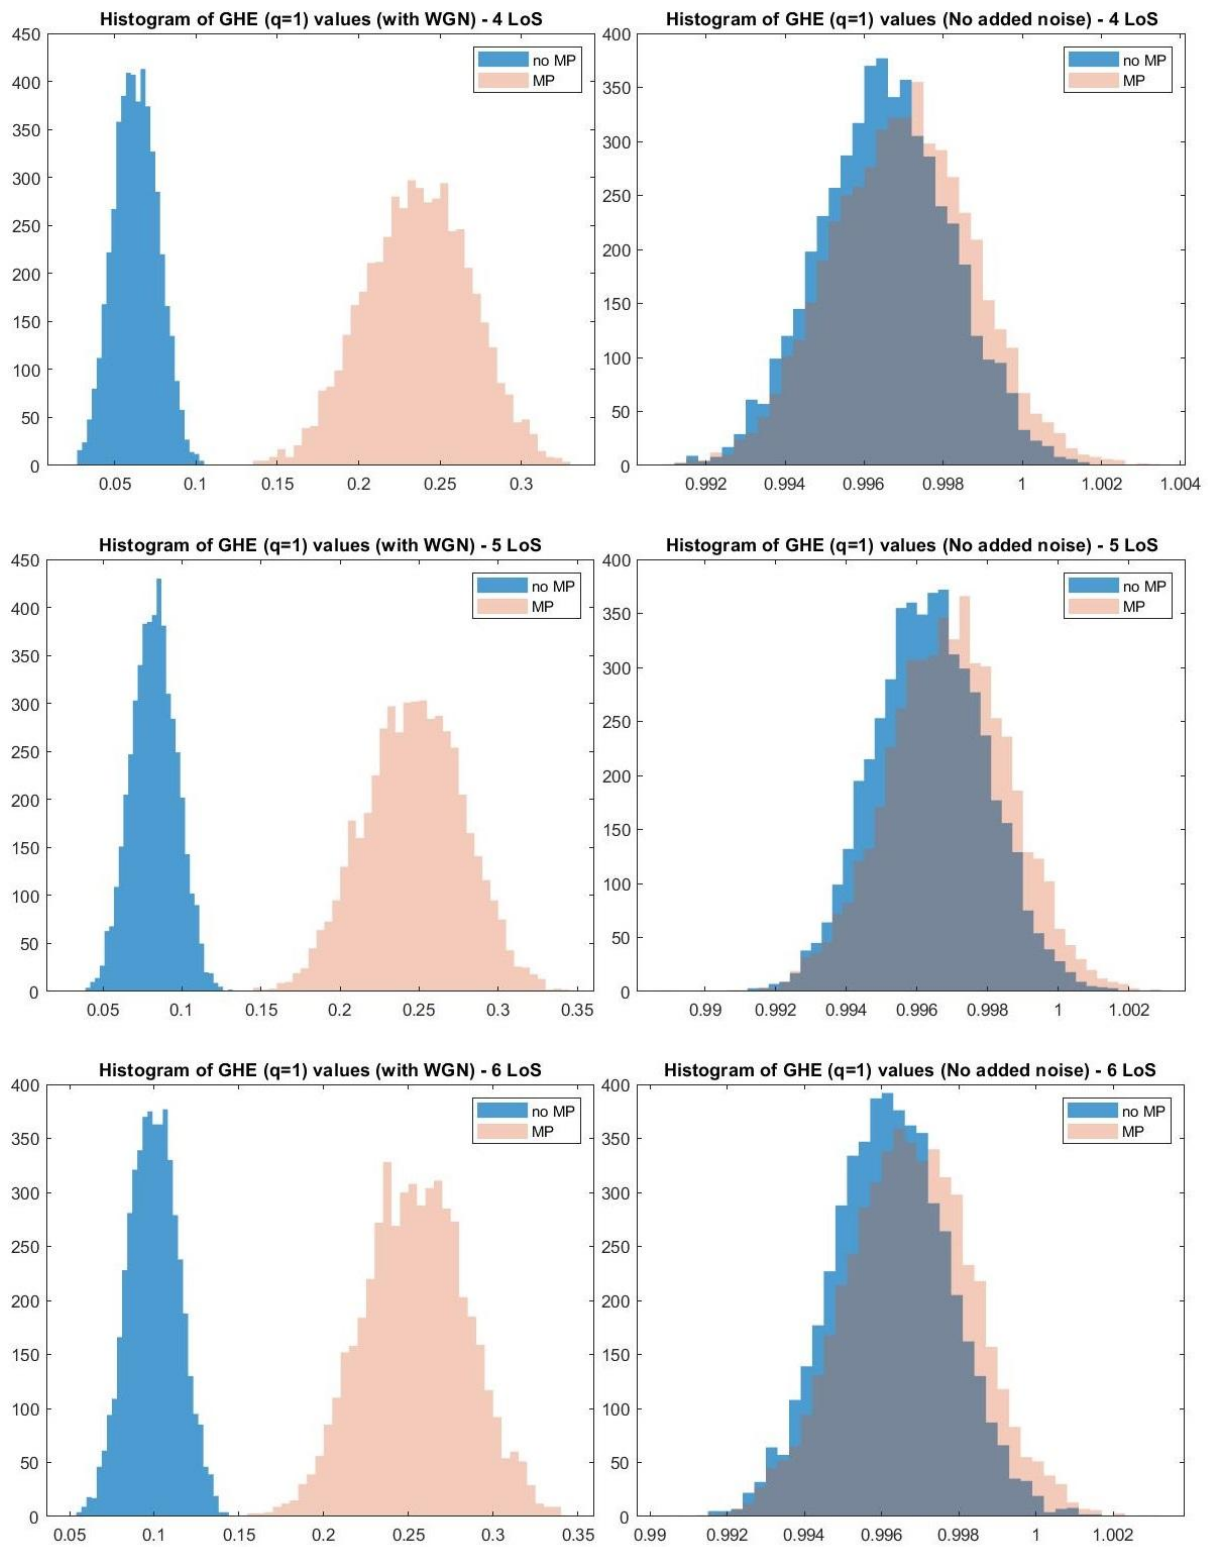 Histogram of GHE (q=1) values (with WGN) - 4 LoS
450
400
350
300
250
200
150
100
50
0
0.05 0.1 0.15 0.2 0.25 0.3
no MP
MP
Histogram of GHE (q=1) values (No added noise) - 4 LoS
400
350
300
250
200
150
100
50
0
0.992 0.994 0.996 0.998 1 1.002 1.004
no MP
MP
Histogram of GHE (q=1) values (with WGN) - 5 LoS
450
400
350
300
250
200
150
100
50
0
0.05 0.1 0.15 0.2 0.25 0.3 0.35
no MP
MP
Histogram of GHE (q=1) values (No added noise) - 5 LoS
400
350
300
250
200
150
100
50
0
0.99 0.992 0.994 0.996 0.998 1 1.002
no MP
MP
Histogram of GHE (q=1) values (with WGN) - 6 LoS
400
350
300
250
200
150
100
50
0
0.05 0.1 0.15 0.2 0.25 0.3 0.35
no MP
MP
Histogram of GHE (q=1) values (No added noise) - 6 LoS
400
350
300
250
200
150
100
50
0
0.99 0.992 0.994 0.996 0.998 1 1.002
no MP
MP